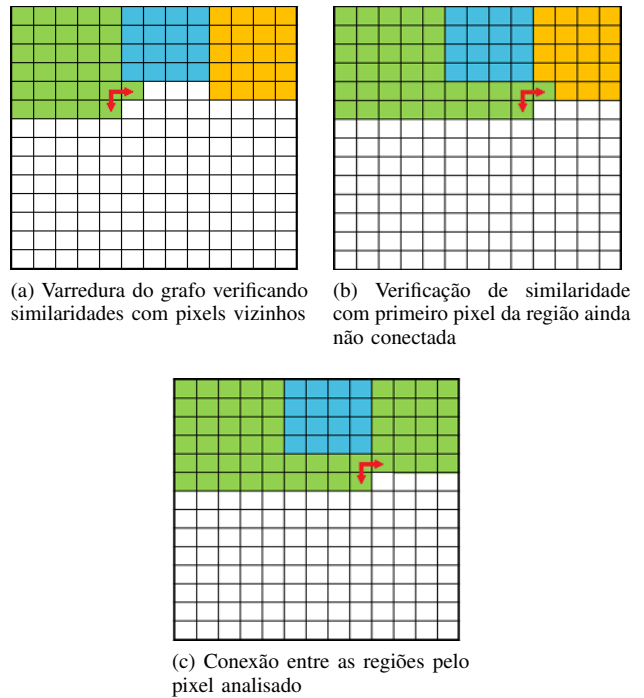 (a) Varredura do grafo verificando
similaridades com pixels vizinhos
(b) Verificação de similaridade
com primeiro pixel da região ainda
não conectada
(c) Conexão entre as regiões pelo
pixel analisado